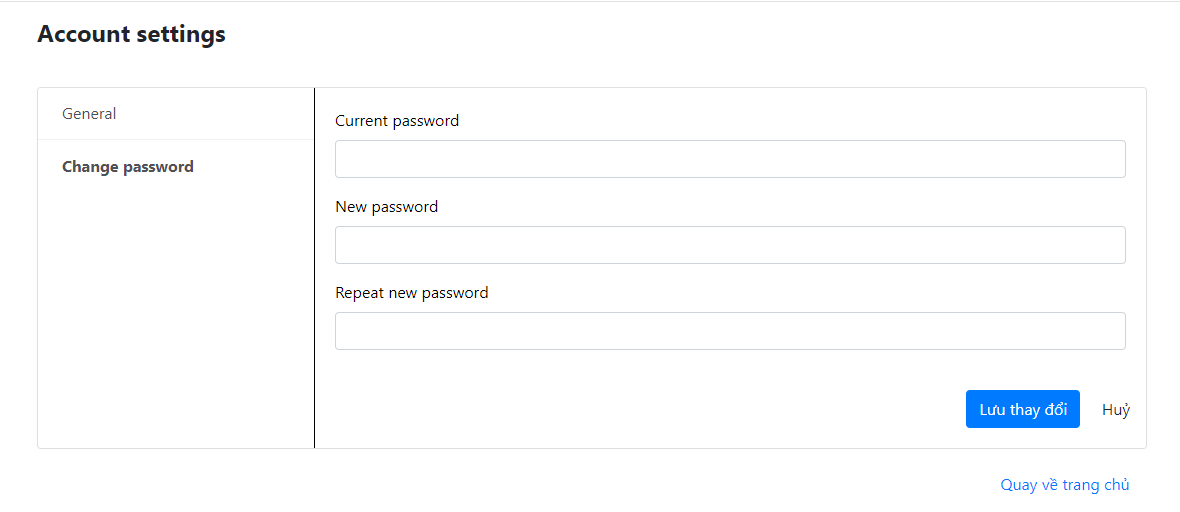 Account settings
General
Change password
Current password
New password
Repeat new password
Lưu thay đổi
Huỷ
Quay về trang chủ